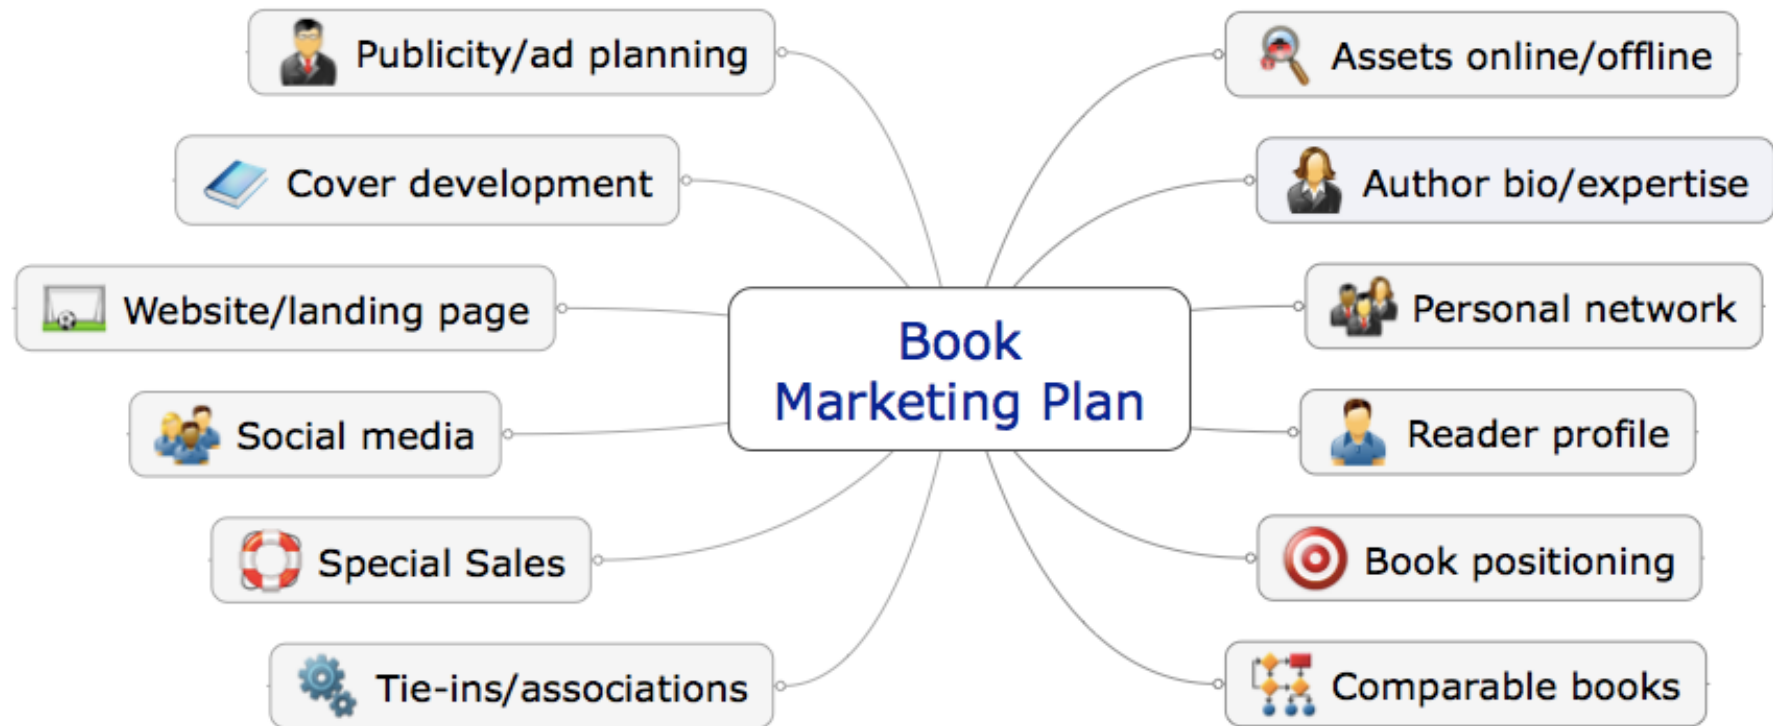 Publicity/ad planning
Cover development
Website/landing page
Social media
Special Sales
Tie-ins/associations
Book
Marketing Plan
Assets online/offline
Author bio/expertise
Personal network
Reader profile
Book positioning
Comparable books